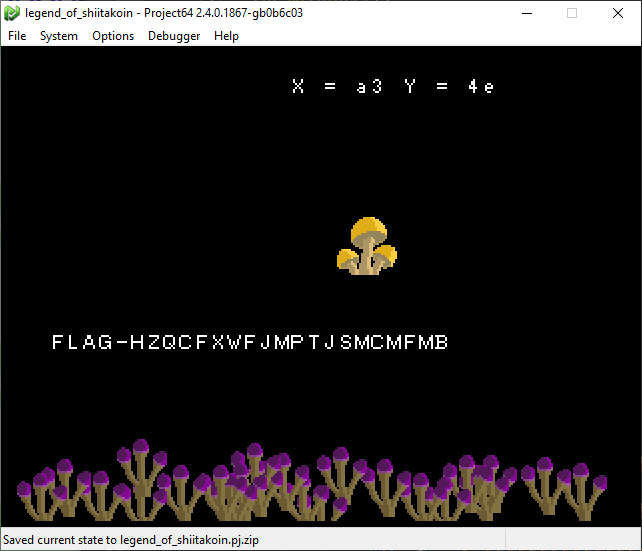 legend_of_shiitakoin - Project64 2.4.0.1867-gb0b6c03
File System Options Debugger Help
X = a3 Y = 4e
FLAG-HZQCFXWFJMPTJSMCMFMB
Saved current state to legend_of_shiitakoin.pj.zip